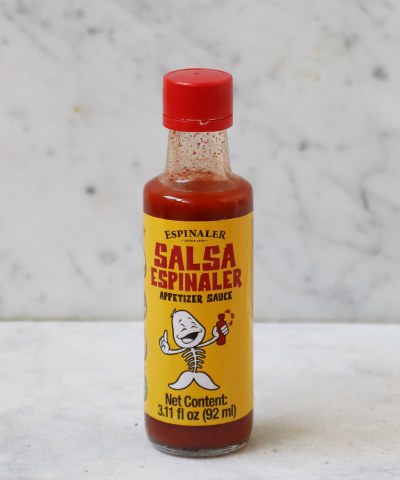 ESPINALER
SALSA
ESPINALER
APPETIZER SAUCE
Net Content:
3.11 fl oz (92 ml)